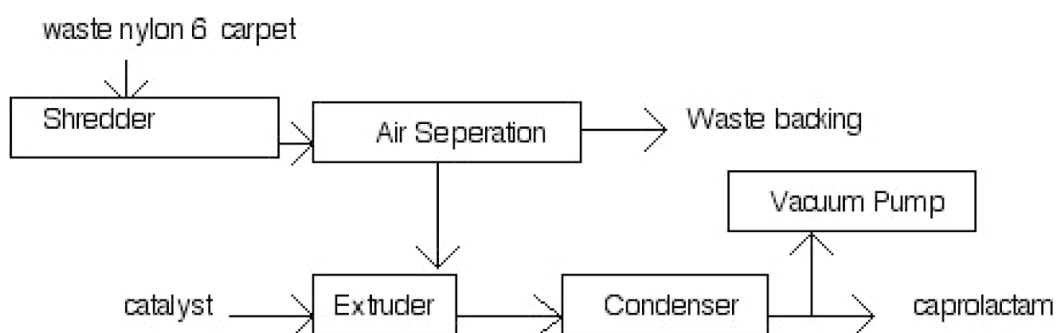 waste nylon 6 carpet
Shredder
Air Seperation
Waste backing
Vacuum Pump
catalyst
Extruder
Condenser
caprolactam